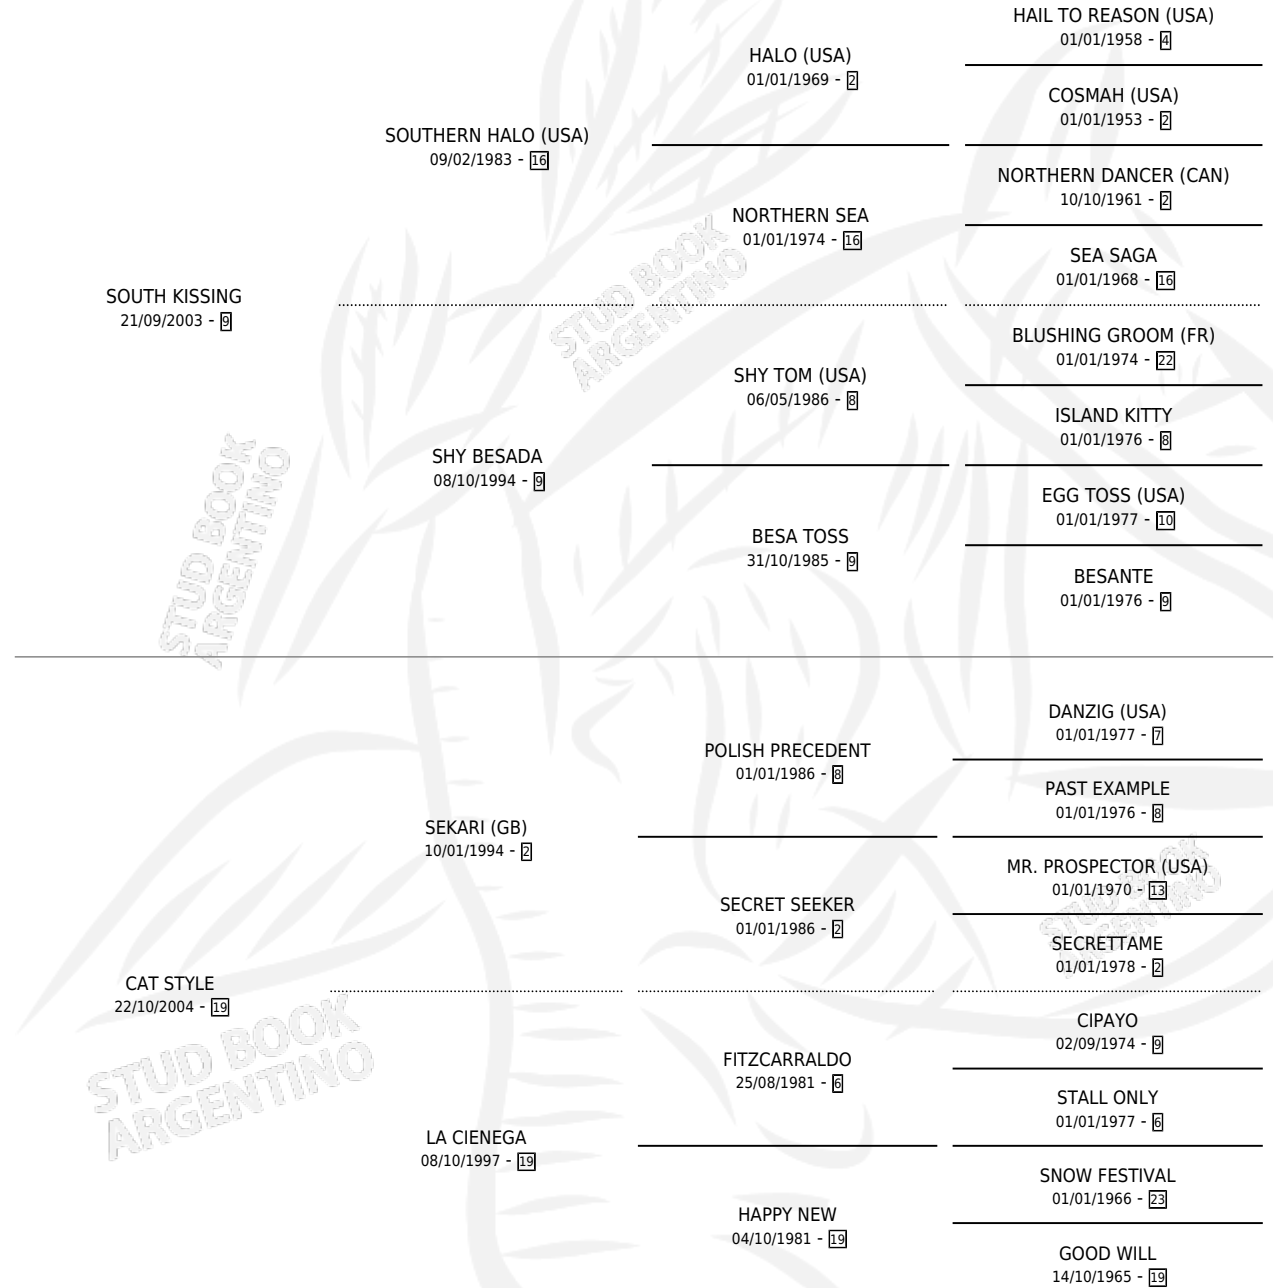 HAIL TO REASON (USA)
01/01/1958 - 4
HALO (USA)
01/01/1969 - 2
COSMAH (USA)
01/01/1953 - 2
SOUTHERN HALO (USA)
09/02/1983 - 16
NORTHERN DANCER (CAN)
10/10/1961 - 2
NORTHERN SEA
01/01/1974 - 16
SEA SAGA
01/01/1968 - 16
SOUTH KISSING
21/09/2003 - 9
STUD BOOK
ARGENTINO
BLUSHING GROOM (FR)
01/01/1974 - 22
SHY TOM (USA)
06/05/1986 - 8
ISLAND KITTY
01/01/1976 - 8
SHY BESADA
08/10/1994 - 9
EGG TOSS (USA)
01/01/1977 - 10
BESA TOSS
31/10/1985 - 9
BESANTE
01/01/1976 - 9
STUD BOOK
ARGENTINO
DANZIG (USA)
01/01/1977 - 7
POLISH PRECEDENT
01/01/1986 - 8
PAST EXAMPLE
01/01/1976 - 8
SEKARI (GB)
10/01/1994 - 2
MR. PROSPECTOR (USA)
01/01/1970 - 13
SECRET SEEKER
01/01/1986 - 2
SECRETTAME
01/01/1978 - 2
STUD BOOK
ARGENTINO
CAT STYLE
22/10/2004 - 19
CIPAYO
02/09/1974 - 9
FITZCARRALDO
25/08/1981 - 6
STALL ONLY
01/01/1977 - 6
STUD BOOK
ARGENTINO
LA CIENEGA
08/10/1997 - 19
SNOW FESTIVAL
01/01/1966 - 23
HAPPY NEW
04/10/1981 - 19
GOOD WILL
14/10/1965 - 19